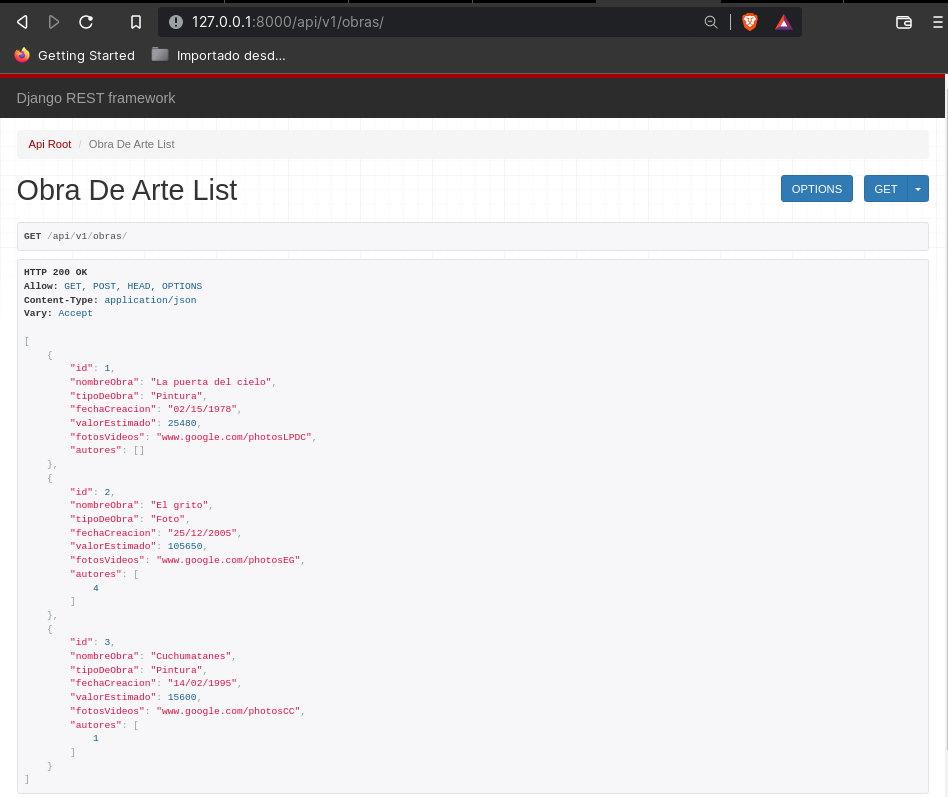 127.0.0.1:8000/api/v1/obras/
Getting Started
Importado desd...
Django REST framework
Api Root / Obra De Arte List
Obra De Arte List
OPTIONS
GET
GET /api/v1/obras/
HTTP 200 OK
Allow: GET, POST, HEAD, OPTIONS
Content-Type: application/json
Vary: Accept
[
    {
        "id": 1,
        "nombreObra": "La puerta del cielo",
        "tipoDeObra": "Pintura",
        "fechaCreacion": "02/15/1978",
        "valorEstimado": 25480,
        "fotosVideos": "www.google.com/photosLPDC",
        "autores": []
    },
    {
        "id": 2,
        "nombreObra": "El grito",
        "tipoDeObra": "Foto",
        "fechaCreacion": "25/12/2005",
        "valorEstimado": 105650,
        "fotosVideos": "www.google.com/photosEG",
        "autores": [
            4
        ]
    },
    {
        "id": 3,
        "nombreObra": "Cuchumatanes",
        "tipoDeObra": "Pintura",
        "fechaCreacion": "14/02/1995",
        "valorEstimado": 15600,
        "fotosVideos": "www.google.com/photosCC",
        "autores": [
            1
        ]
    }
]